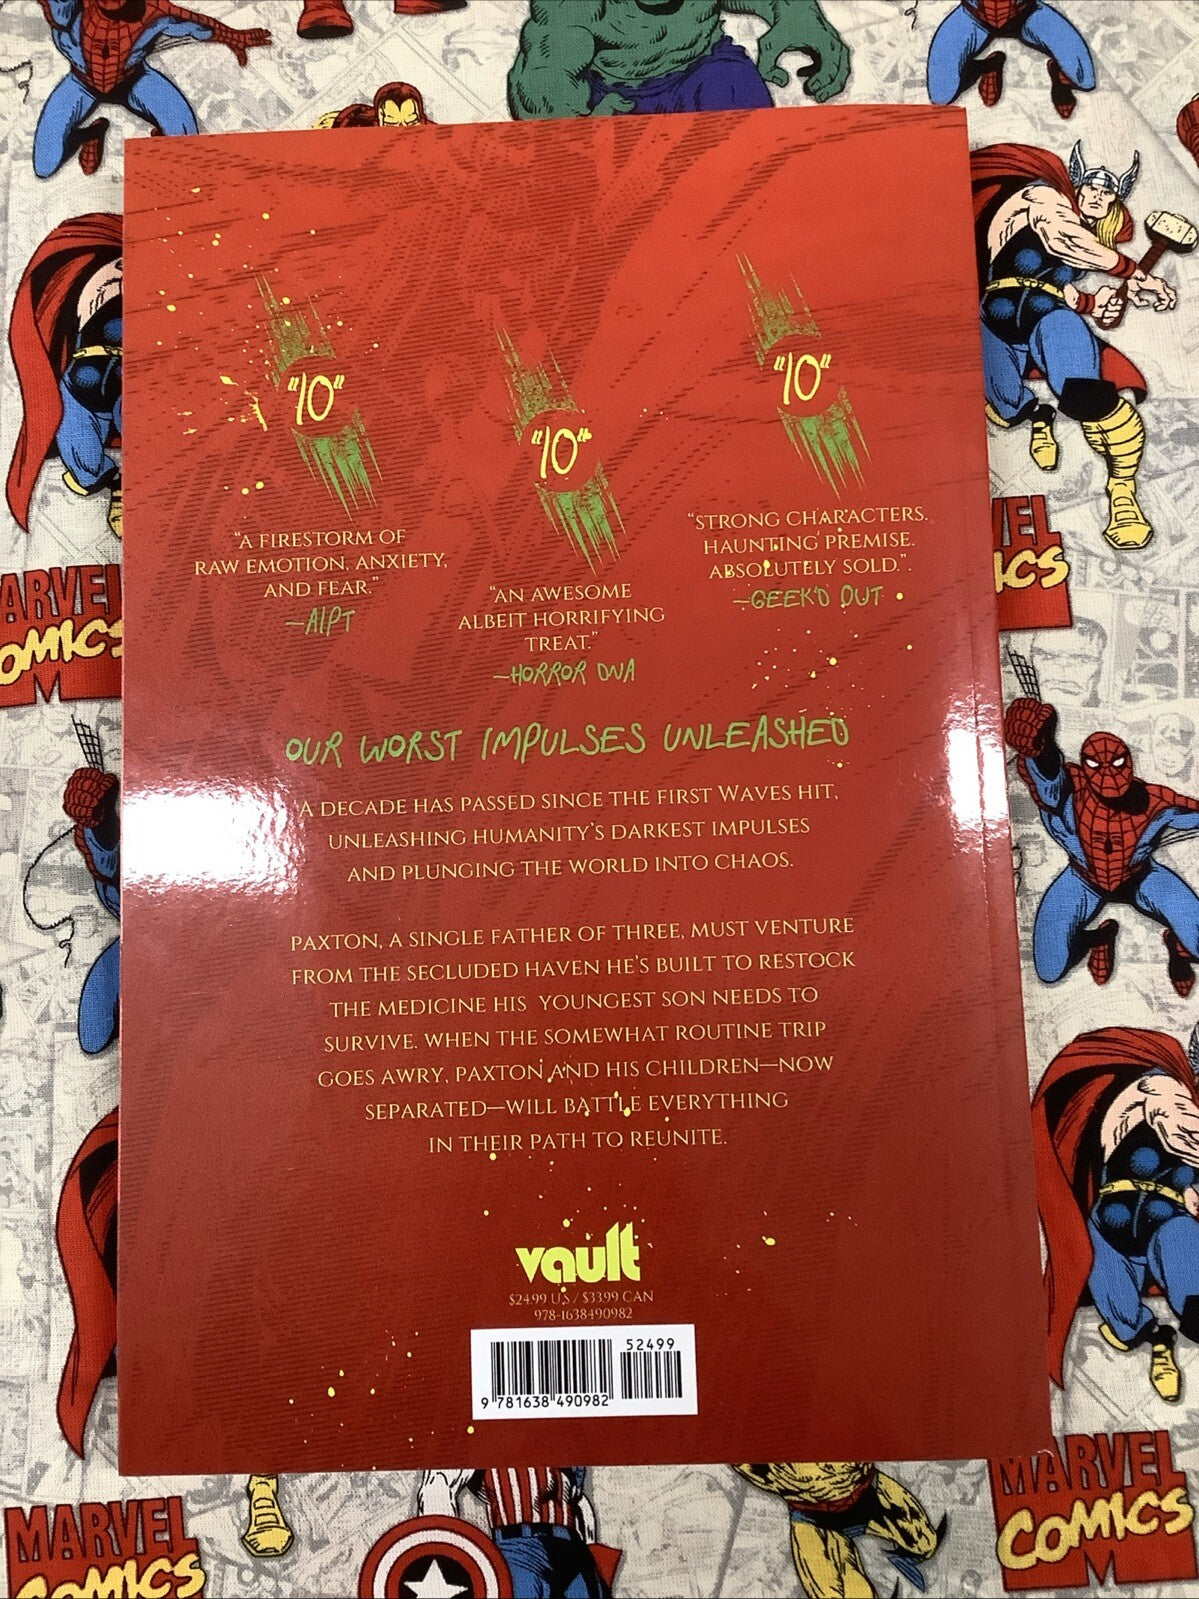 "10"
"A FIRESTORM OF
RAW EMOTION, ANXIETY,
AND FEAR."
—AIPT
"10"
"AN AWESOME
ALBEIT HORRIFYING
TREAT."
—HORROR DNA
"10"
"STRONG CHARACTERS.
HAUNTING PREMISE.
ABSOLUTELY SOLD."
—GEEK'D OUT
OUR WORST IMPULSES UNLEASHED
A DECADE HAS PASSED SINCE THE FIRST WAVES HIT,
UNLEASHING HUMANITY'S DARKEST IMPULSES
AND PLUNGING THE WORLD INTO CHAOS.
PAXTON, A SINGLE FATHER OF THREE, MUST VENTURE
FROM THE SECLUDED HAVEN HE'S BUILT TO RESTOCK
THE MEDICINE HIS YOUNGEST SON NEEDS TO
SURVIVE. WHEN THE SOMEWHAT ROUTINE TRIP
GOES AWRY, PAXTON AND HIS CHILDREN—NOW
SEPARATED—WILL BATTLE EVERYTHING
IN THEIR PATH TO REUNITE.
vault
$24.99 U.S / $33.99 CAN
978-1638490982
52499
9 781638 490982
MARVEL
COMICS
MARVEL
COMICS
MARVEL
COMICS